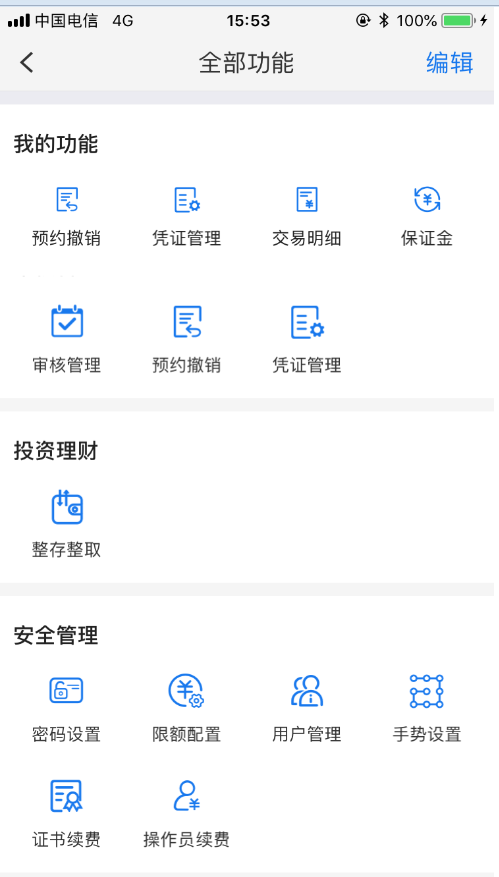 中国电信 4G 15:53 100%
全部功能 编辑
我的功能
预约撤销 凭证管理 交易明细 保证金
审核管理 预约撤销 凭证管理
投资理财
整存整取
安全管理
密码设置 限额配置 用户管理 手势设置
证书续费 操作员续费